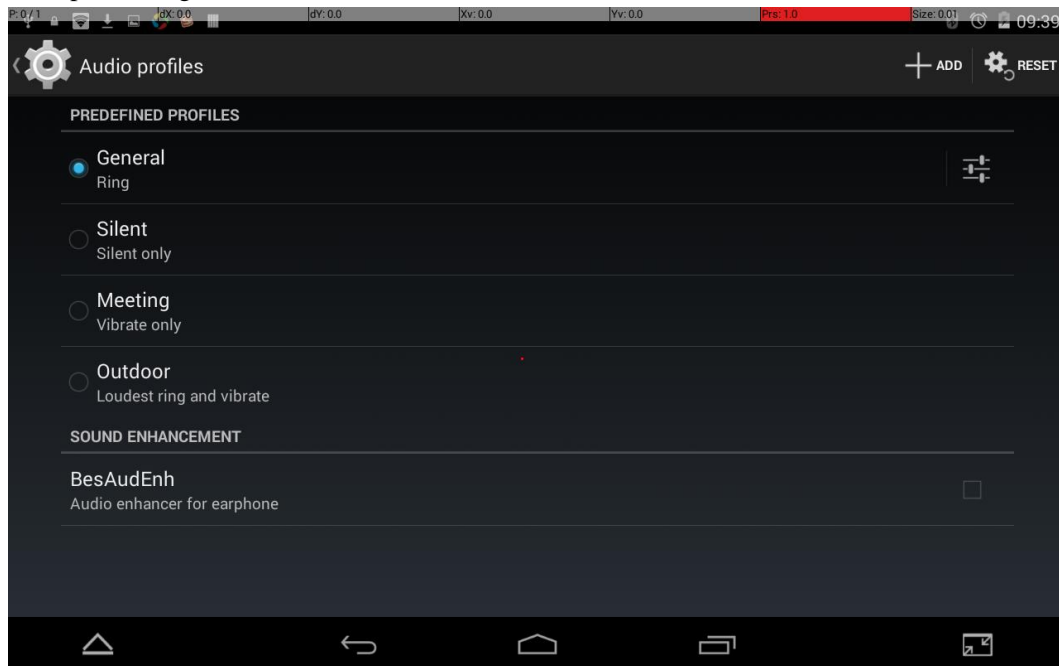 P: 0 / 1 dX: 0.0 dY: 0.0 Xv: 0.0 Yv: 0.0 Prs: 1.0 Size: 0.01 09:39
Audio profiles ADD RESET
PREDEFINED PROFILES
General
Ring
Silent
Silent only
Meeting
Vibrate only
Outdoor
Loudest ring and vibrate
SOUND ENHANCEMENT
BesAudEnh
Audio enhancer for earphone